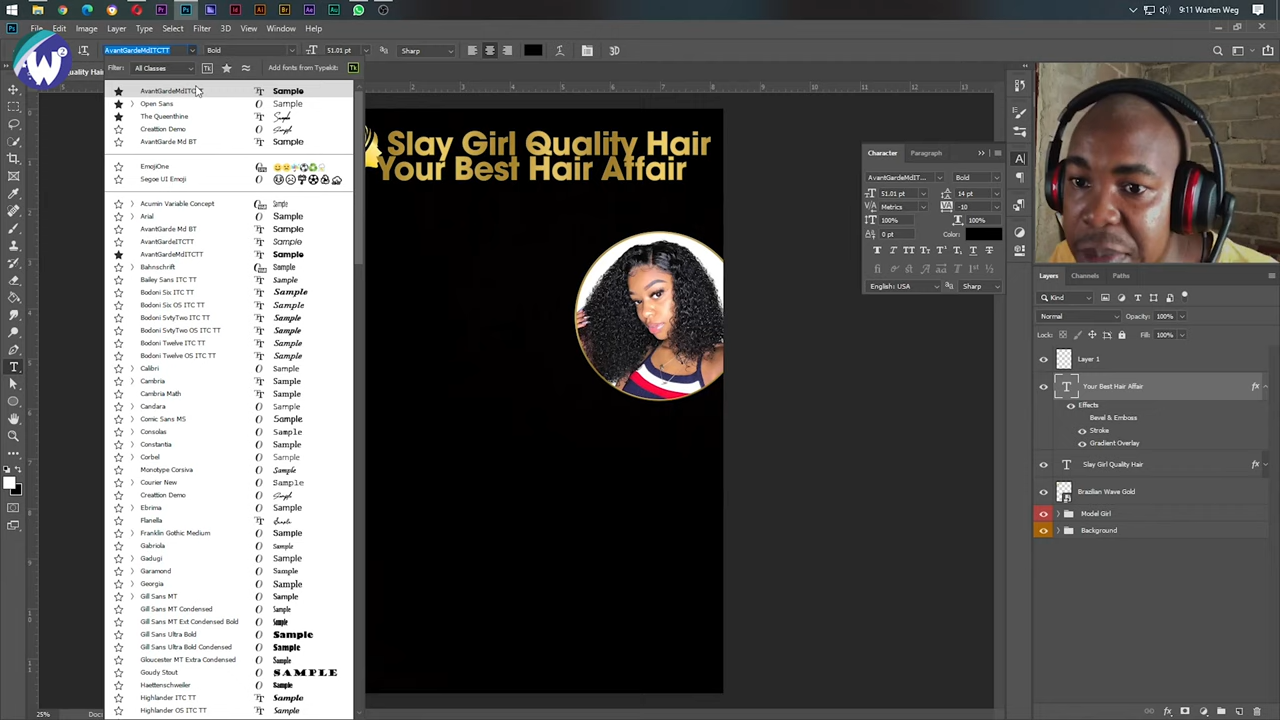 9:11 Warten Weg
File Edit Image Layer Type Select Filter 3D View Window Help
AvantGardeMdITCTT Bold 51.01 pt Sharp 3D
Filter: All Classes Add fonts from Typekit:
AvantGardeMdITCTT Sample
Open Sans Sample
The Queenthine Sample
Creattion Demo Sample
AvantGarde Md BT Sample
EmojiOne
Segoe UI Emoji
Acumin Variable Concept Sample
Arial Sample
AvantGarde Md BT Sample
AvantGardeITCTT Sample
AvantGardeMdITCTT Sample
Bahnschrift Sample
Bailey Sans ITC TT Sample
Bodoni Six ITC TT Sample
Bodoni Six OS ITC TT Sample
Bodoni SvtyTwo ITC TT Sample
Bodoni SvtyTwo OS ITC TT Sample
Bodoni Twelve ITC TT Sample
Bodoni Twelve OS ITC TT Sample
Calibri Sample
Cambria Sample
Cambria Math Sample
Candara Sample
Comic Sans MS Sample
Consolas Sample
Constantia Sample
Corbel Sample
Monotype Corsiva Sample
Courier New Sample
Creattion Demo Sample
Ebrima Sample
Flanella Sample
Franklin Gothic Medium Sample
Gabriola Sample
Gadugi Sample
Garamond Sample
Georgia Sample
Gill Sans MT Sample
Gill Sans MT Condensed Sample
Gill Sans MT Ext Condensed Bold Sample
Gill Sans Ultra Bold Sample
Gill Sans Ultra Bold Condensed Sample
Gloucester MT Extra Condensed Sample
Goudy Stout SAMPLE
Haettenschweiler Sample
Highlander ITC TT Sample
Highlander OS ITC TT Sample
25%
Slay Girl Quality Hair
Your Best Hair Affair
Character Paragraph
AvantGardeMdIT... Bold
51.01 pt 14 pt
Metrics -10
100% 100%
0 pt Color:
English: USA Sharp
Layers Channels Paths
Kind
Normal Opacity: 100%
Lock: Fill: 100%
Layer 1
Your Best Hair Affair fx
Effects
Bevel & Emboss
Stroke
Gradient Overlay
Slay Girl Quality Hair fx
Brazilian Wave Gold
Model Girl
Background